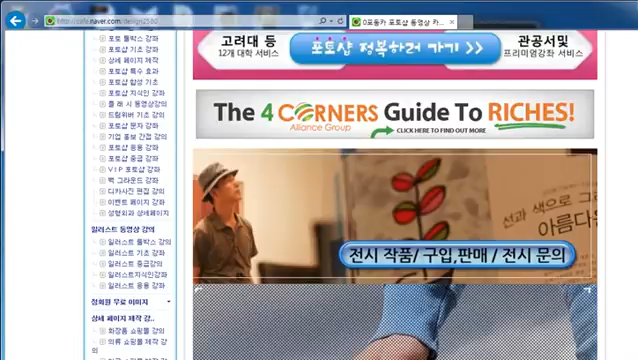 http://cafe.naver.com/design2580
0포동카 포토샵 동영상 카...
포토 툴박스 강좌
포토샵 기초 강좌
상세 페이지 제작
포토샵 특수 효과
포토샵 합성 기초
포토샵 지식인 강좌
플래시 동영상강의
드림위버 기초 강의
포토샵 문자 강좌
기업 홍보 간접 강의
포토샵 응용 강좌
포토샵 중급 강좌
V I P 포토샵 강좌
백 그라운드 강좌
디카사진 편집 강의
이벤트 페이지 강좌
성형외과 상세페이지
일러스트 동영상 강의
일러스트 툴박스 강의
일러스트 기초 강좌
일러스트 중급강의
일러스트지식인강좌
일러스트 응용 강좌
정회원 무료 이미지
상세 페이지 제작 강..
화장품 쇼핑몰 강의
의류 쇼핑몰 제작 강
의
고려대 등
12개 대학 서비스
포토샵 정복하러 가기 >>
관공서및
프리미엄강좌 서비스
The 4 CORNERS Guide To RICHES!
Alliance Group
CLICK HERE TO FIND OUT MORE
선과 색으로 그
아름다운
전시 작품/ 구입,판매 / 전시 문의